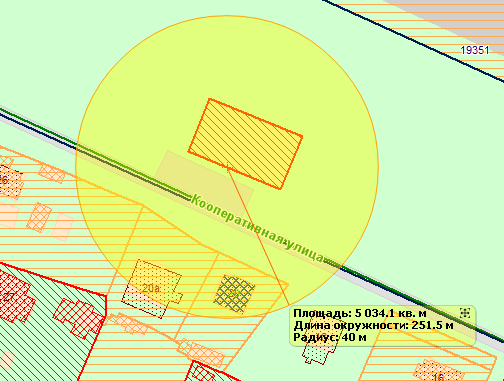 19351
Кооперативная улица
20а
Площадь: 5 034,1 кв. м
Длина окружности: 251,5 м
Радиус: 40 м
16